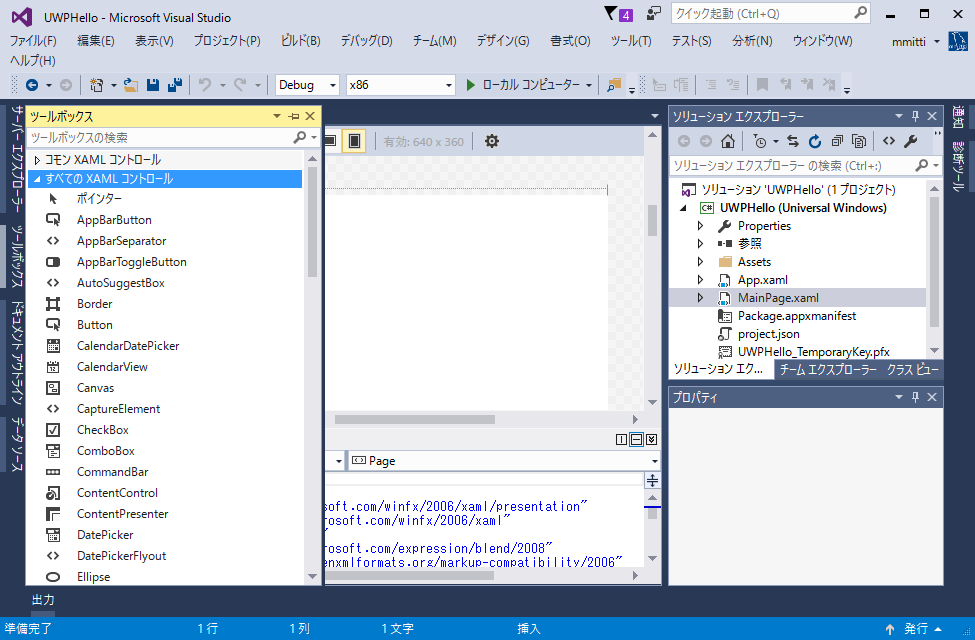 UWPHello - Microsoft Visual Studio
4
クイック起動 (Ctrl+Q)
ファイル(F) 編集(E) 表示(V) プロジェクト(P) ビルド(B) デバッグ(D) チーム(M) デザイン(G) 書式(O) ツール(T) テスト(S) 分析(N) ウィンドウ(W) mmitti
ヘルプ(H)
Debug x86 ローカル コンピューター
サーバー エクスプローラー
ツールボックス
ドキュメント アウトライン
データ ソース
ツールボックス
ツールボックスの検索
コモン XAML コントロール
すべての XAML コントロール
ポインター
AppBarButton
AppBarSeparator
AppBarToggleButton
AutoSuggestBox
Border
Button
CalendarDatePicker
CalendarView
Canvas
CaptureElement
CheckBox
ComboBox
CommandBar
ContentControl
ContentPresenter
DatePicker
DatePickerFlyout
Ellipse
有効: 640 x 360
Page
soft.com/winfx/2006/xaml/presentation"
rosoft.com/winfx/2006/xaml"
"
rosoft.com/expression/blend/2008"
enxmlformats.org/markup-compatibility/2006"
ソリューション エクスプローラー
ソリューション エクスプローラー の検索 (Ctrl+:)
ソリューション 'UWPHello' (1 プロジェクト)
C# UWPHello (Universal Windows)
Properties
参照
Assets
App.xaml
MainPage.xaml
Package.appxmanifest
project.json
UWPHello_TemporaryKey.pfx
ソリューション エク... チーム エクスプローラー クラス ビュー
プロパティ
通知
診断ツール
出力
準備完了 1 行 1 列 1 文字 挿入 発行